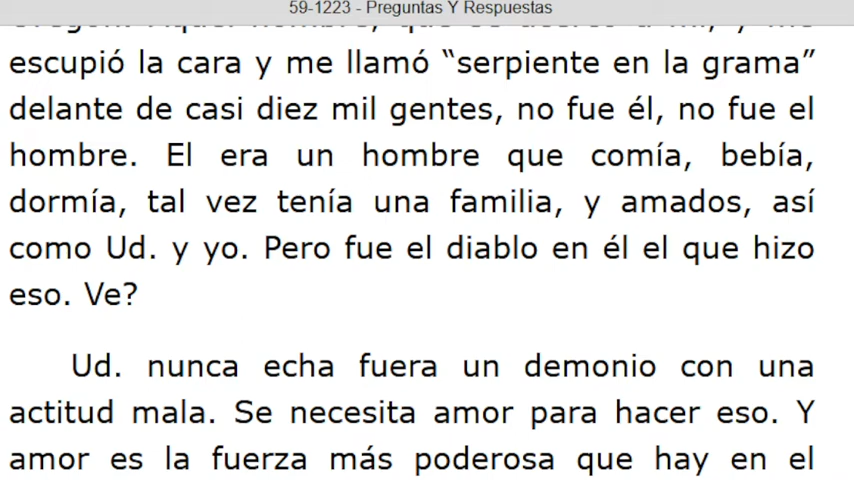 59-1223 - Preguntas Y Respuestas
escupió la cara y me llamó “serpiente en la grama”
delante de casi diez mil gentes, no fue él, no fue el
hombre. El era un hombre que comía, bebía,
dormía, tal vez tenía una familia, y amados, así
como Ud. y yo. Pero fue el diablo en él el que hizo
eso. Ve?
Ud. nunca echa fuera un demonio con una
actitud mala. Se necesita amor para hacer eso. Y
amor es la fuerza más poderosa que hay en el